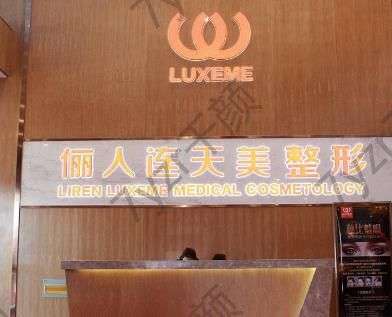 LUXEME
俪人连天美整形
LIREN LUXEME MEDICAL COSMETOLOGY